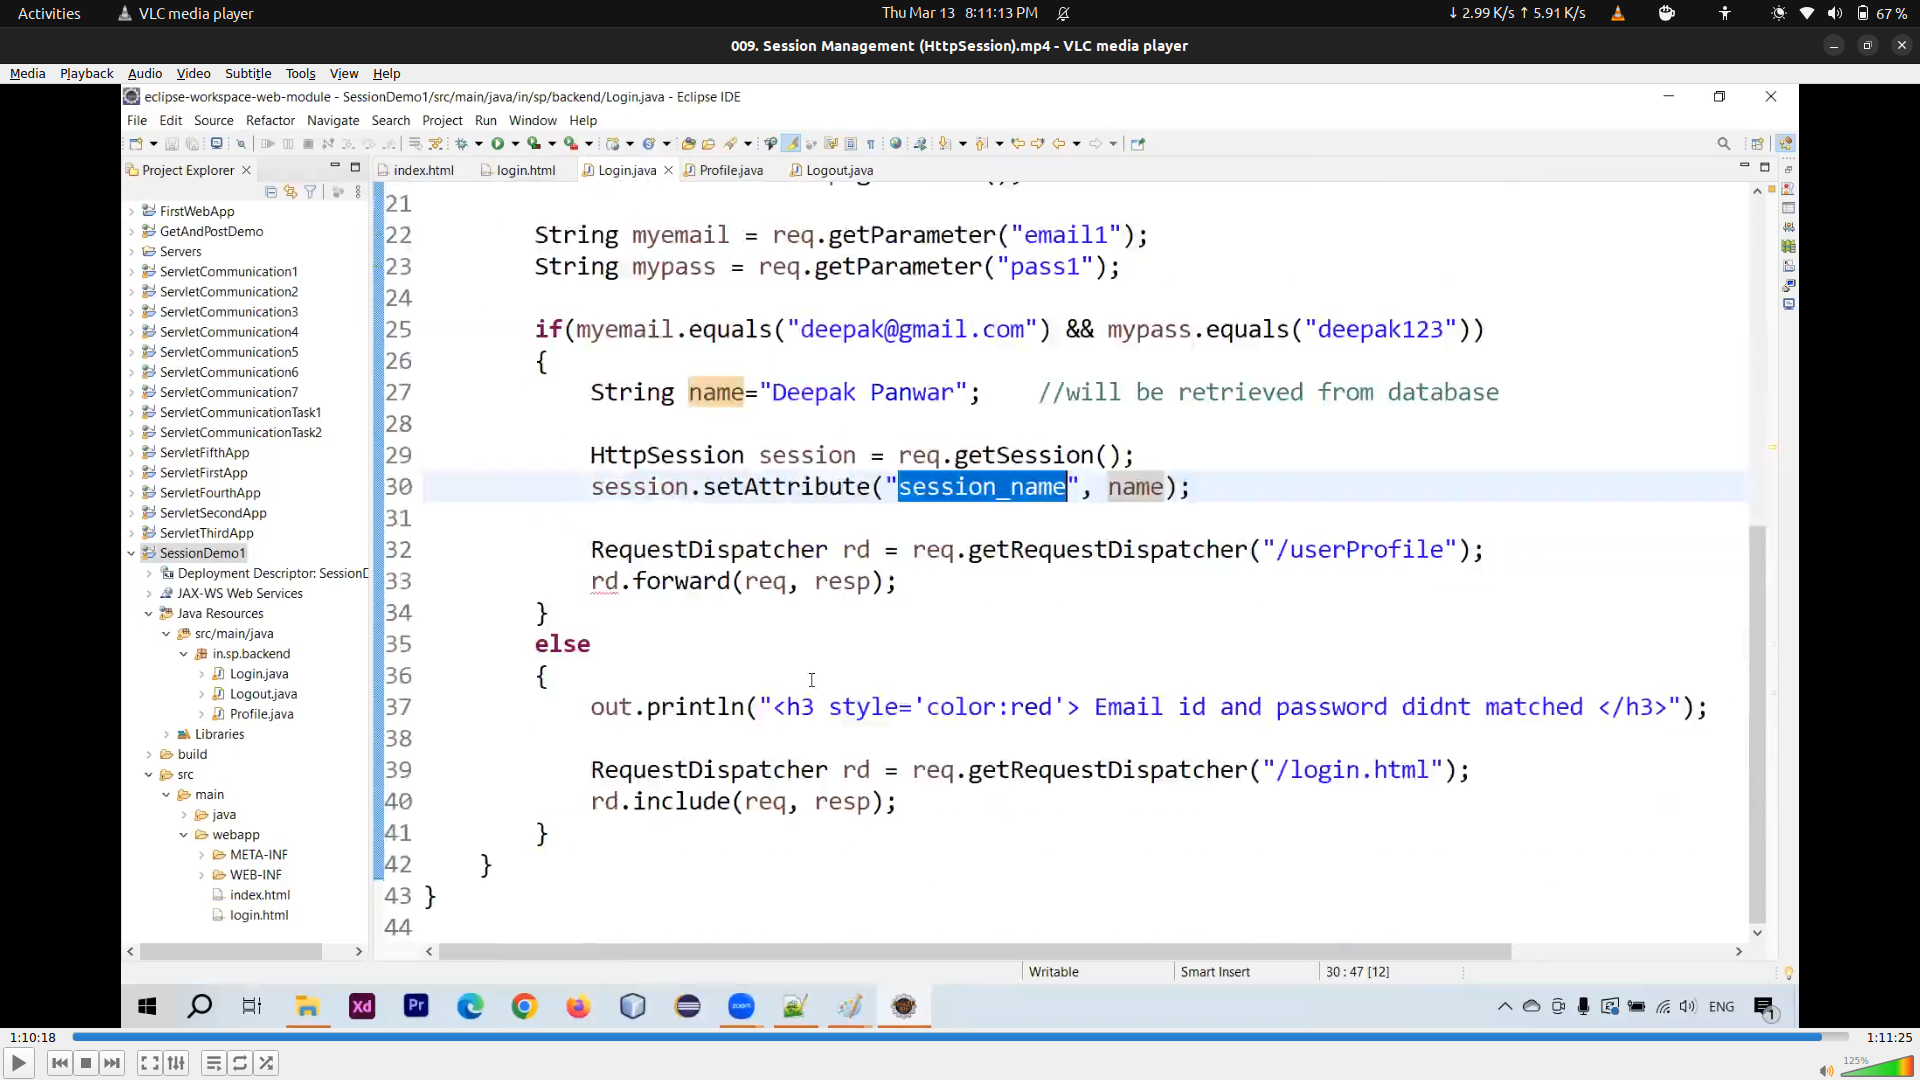 Activities
VLC media player
Thu Mar 13 8:11:13 PM
↓ 2.99 K/s ↑ 5.91 K/s
67 %
009. Session Management (HttpSession).mp4 - VLC media player
Media Playback Audio Video Subtitle Tools View Help
eclipse-workspace-web-module - SessionDemo1/src/main/java/in/sp/backend/Login.java - Eclipse IDE
File Edit Source Refactor Navigate Search Project Run Window Help
Project Explorer
index.html
login.html
Login.java
Profile.java
Logout.java
FirstWebApp
GetAndPostDemo
Servers
ServletCommunication1
ServletCommunication2
ServletCommunication3
ServletCommunication4
ServletCommunication5
ServletCommunication6
ServletCommunication7
ServletCommunicationTask1
ServletCommunicationTask2
ServletFifthApp
ServletFirstApp
ServletFourthApp
ServletSecondApp
ServletThirdApp
SessionDemo1
Deployment Descriptor: SessionD
JAX-WS Web Services
Java Resources
src/main/java
in.sp.backend
Login.java
Logout.java
Profile.java
Libraries
build
src
main
java
webapp
META-INF
WEB-INF
index.html
login.html
21
22 String myemail = req.getParameter("email1");
23 String mypass = req.getParameter("pass1");
24
25 if(myemail.equals("deepak@gmail.com") && mypass.equals("deepak123"))
26 {
27 String name="Deepak Panwar"; //will be retrieved from database
28
29 HttpSession session = req.getSession();
30 session.setAttribute("session_name", name);
31
32 RequestDispatcher rd = req.getRequestDispatcher("/userProfile");
33 rd.forward(req, resp);
34 }
35 else
36 {
37 out.println("<h3 style='color:red'> Email id and password didnt matched </h3>");
38
39 RequestDispatcher rd = req.getRequestDispatcher("/login.html");
40 rd.include(req, resp);
41 }
42 }
43 }
44
Writable
Smart Insert
30 : 47 [12]
Xd
Pr
zoom
ENG
1
1:10:18
1:11:25
125%